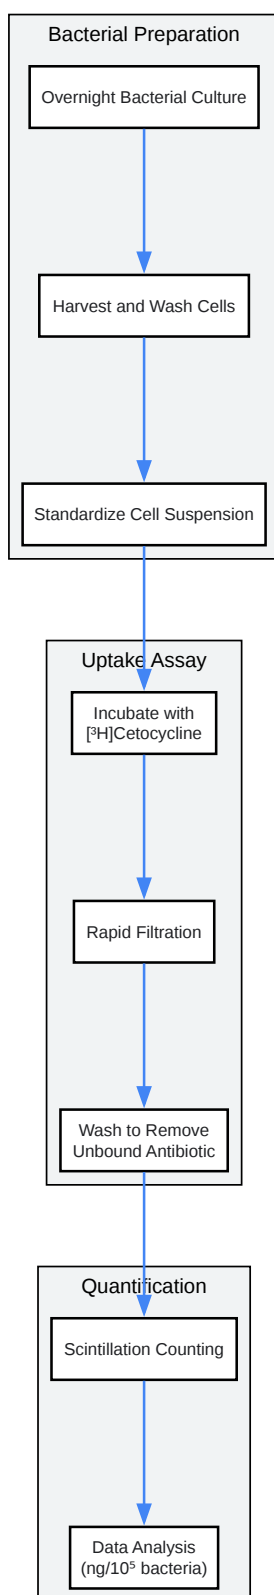 Bacterial Preparation
Overnight Bacterial Culture
Harvest and Wash Cells
Standardize Cell Suspension
Uptake Assay
Incubate with
[³H]Cetocycline
Rapid Filtration
Wash to Remove
Unbound Antibiotic
Quantification
Scintillation Counting
Data Analysis
(ng/10⁵ bacteria)